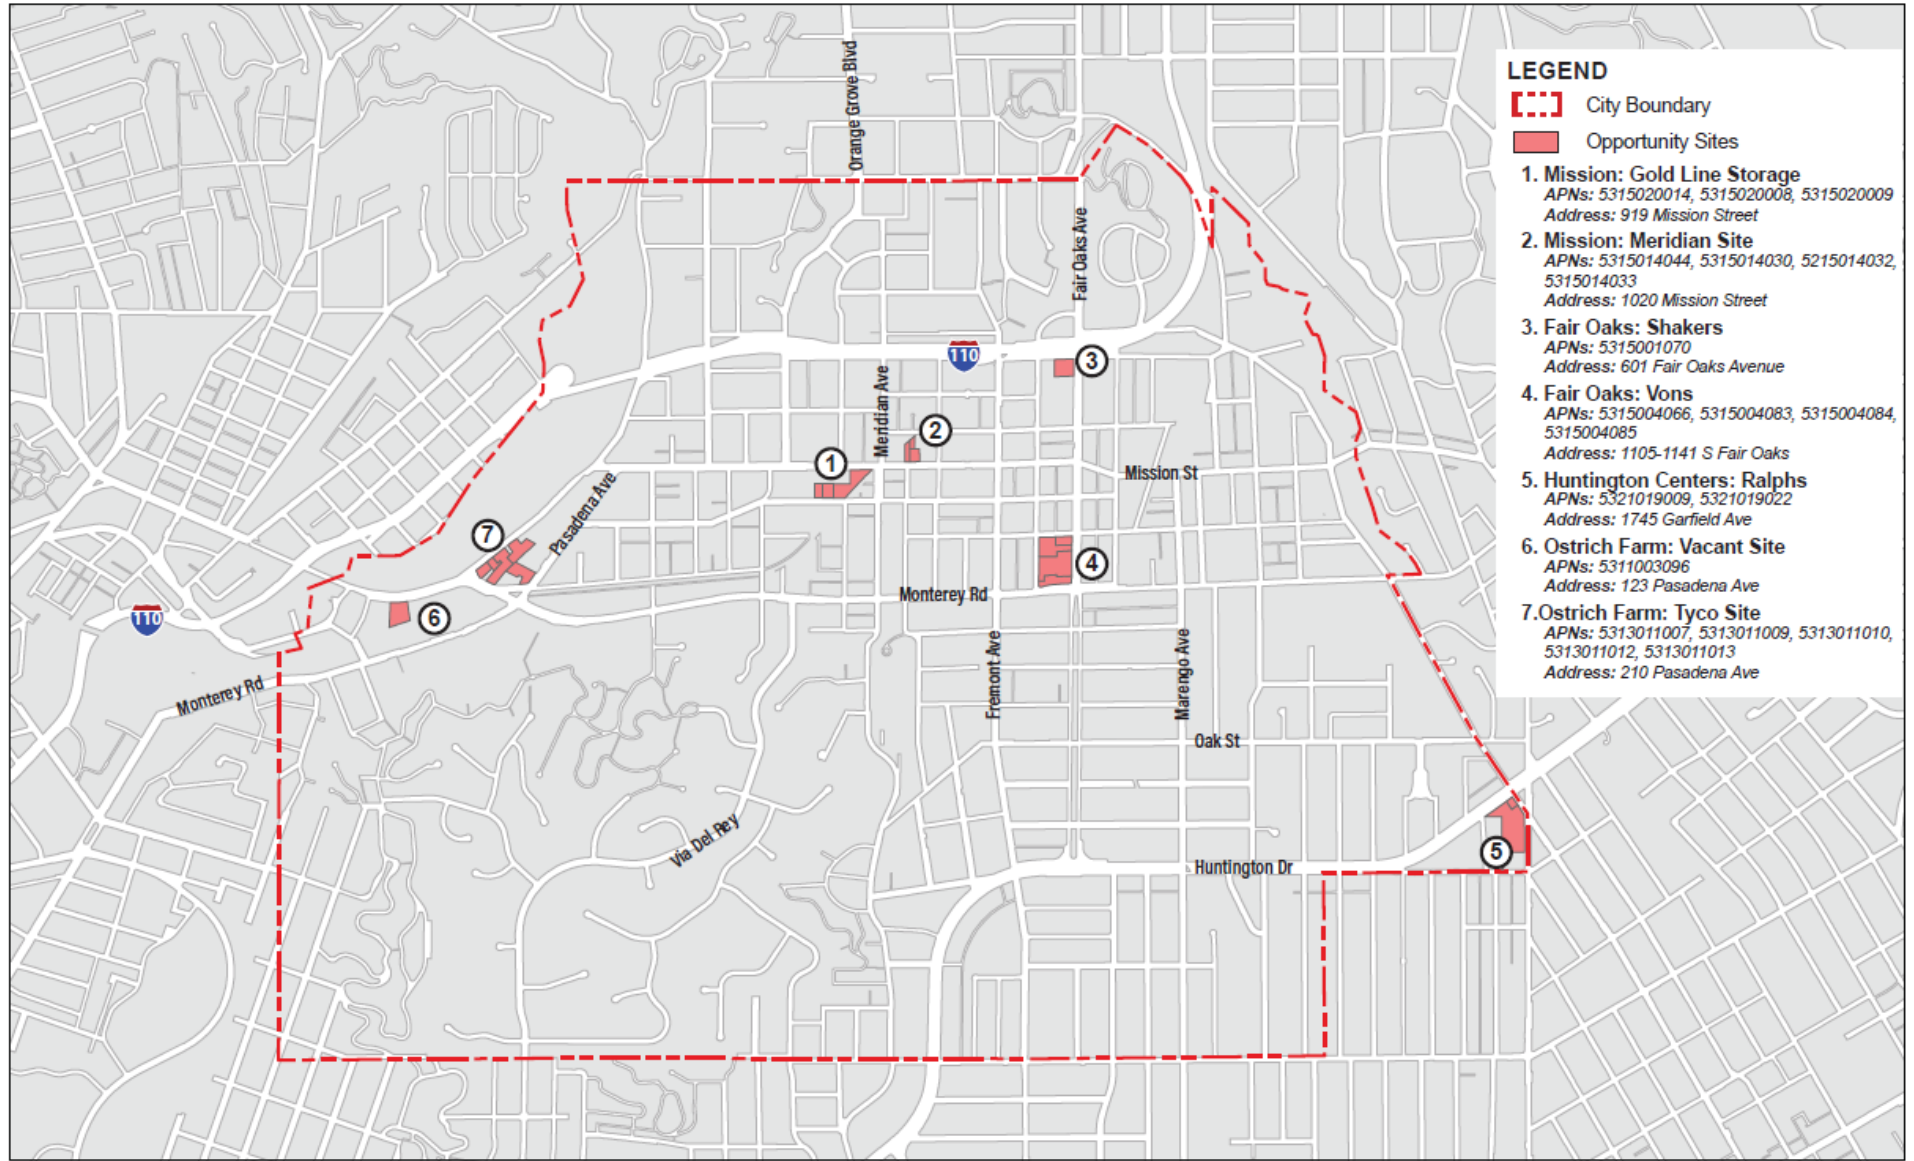 Orange Grove Blvd
Fair Oaks Ave
110
Meridian Ave
3
2
1
Mission St
Pasadena Ave
7
4
Monterey Rd
6
110
Monterey Rd
Fremont Ave
Marengo Ave
Oak St
Via Del Rey
5
Huntington Dr
LEGEND
City Boundary
Opportunity Sites
1. Mission: Gold Line Storage
APNs: 5315020014, 5315020008, 5315020009
Address: 919 Mission Street
2. Mission: Meridian Site
APNs: 5315014044, 5315014030, 5215014032,
5315014033
Address: 1020 Mission Street
3. Fair Oaks: Shakers
APNs: 5315001070
Address: 601 Fair Oaks Avenue
4. Fair Oaks: Vons
APNs: 5315004066, 5315004083, 5315004084,
5315004085
Address: 1105-1141 S Fair Oaks
5. Huntington Centers: Ralphs
APNs: 5321019009, 5321019022
Address: 1745 Garfield Ave
6. Ostrich Farm: Vacant Site
APNs: 5311003096
Address: 123 Pasadena Ave
7.Ostrich Farm: Tyco Site
APNs: 5313011007, 5313011009, 5313011010,
5313011012, 5313011013
Address: 210 Pasadena Ave